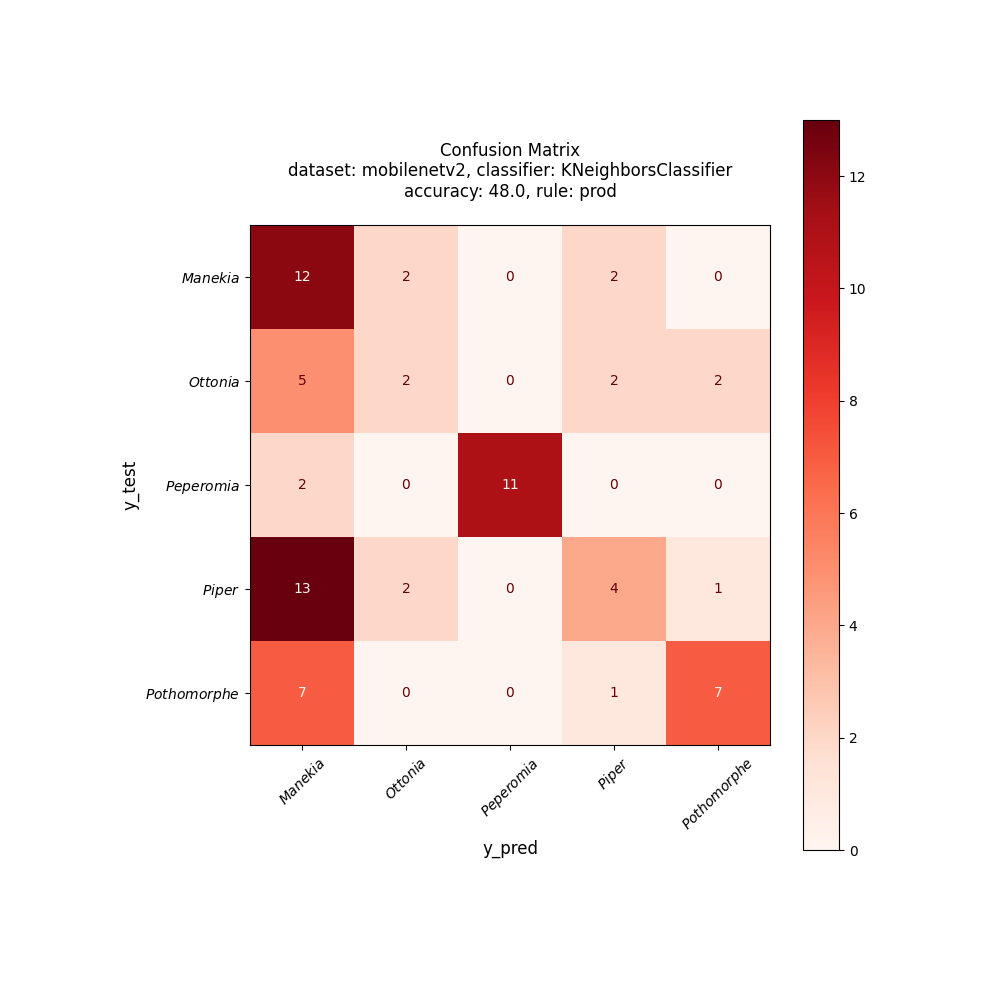 Confusion Matrix
dataset: mobilenetv2, classifier: KNeighborsClassifier
accuracy: 48.0, rule: prod
Manekia 12 2 0 2 0
Ottonia 5 2 0 2 2
Peperomia 2 0 11 0 0
Piper 13 2 0 4 1
Pothomorphe 7 0 0 1 7
y_test
Manekia Ottonia Peperomia Piper Pothomorphe
y_pred
12
10
8
6
4
2
0